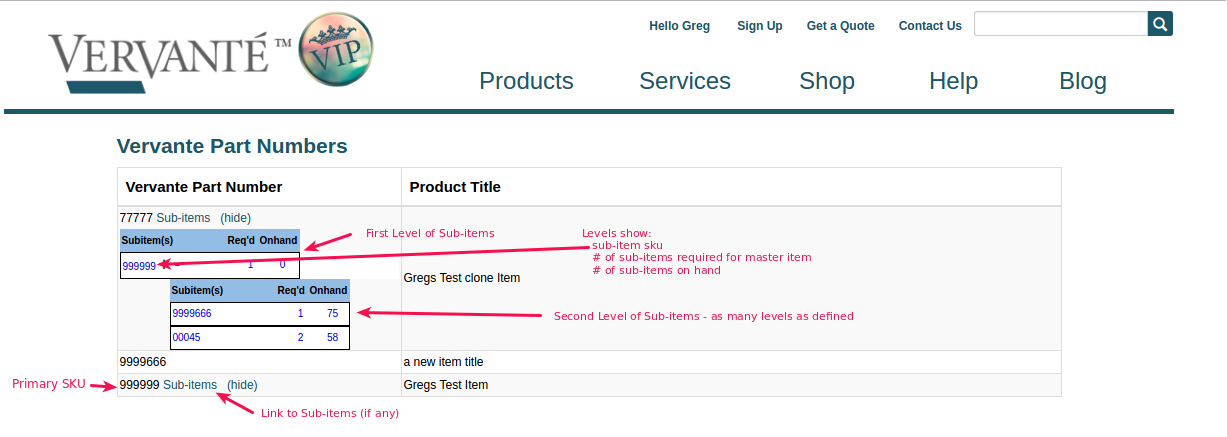 Hello Greg Sign Up Get a Quote Contact Us
VERVANTÉ™ VIP
Products Services Shop Help Blog
Vervante Part Numbers
Vervante Part Number Product Title
77777 Sub-items (hide)
Subitem(s) Req'd Onhand
999999 1 0
Gregs Test clone Item
Subitem(s) Req'd Onhand
9999666 1 75
00045 2 58
First Level of Sub-items
Levels show:
sub-item sku
# of sub-items required for master item
# of sub-items on hand
Second Level of Sub-items - as many levels as defined
9999666 a new item title
Primary SKU
999999 Sub-items (hide) Gregs Test Item
Link to Sub-items (if any)